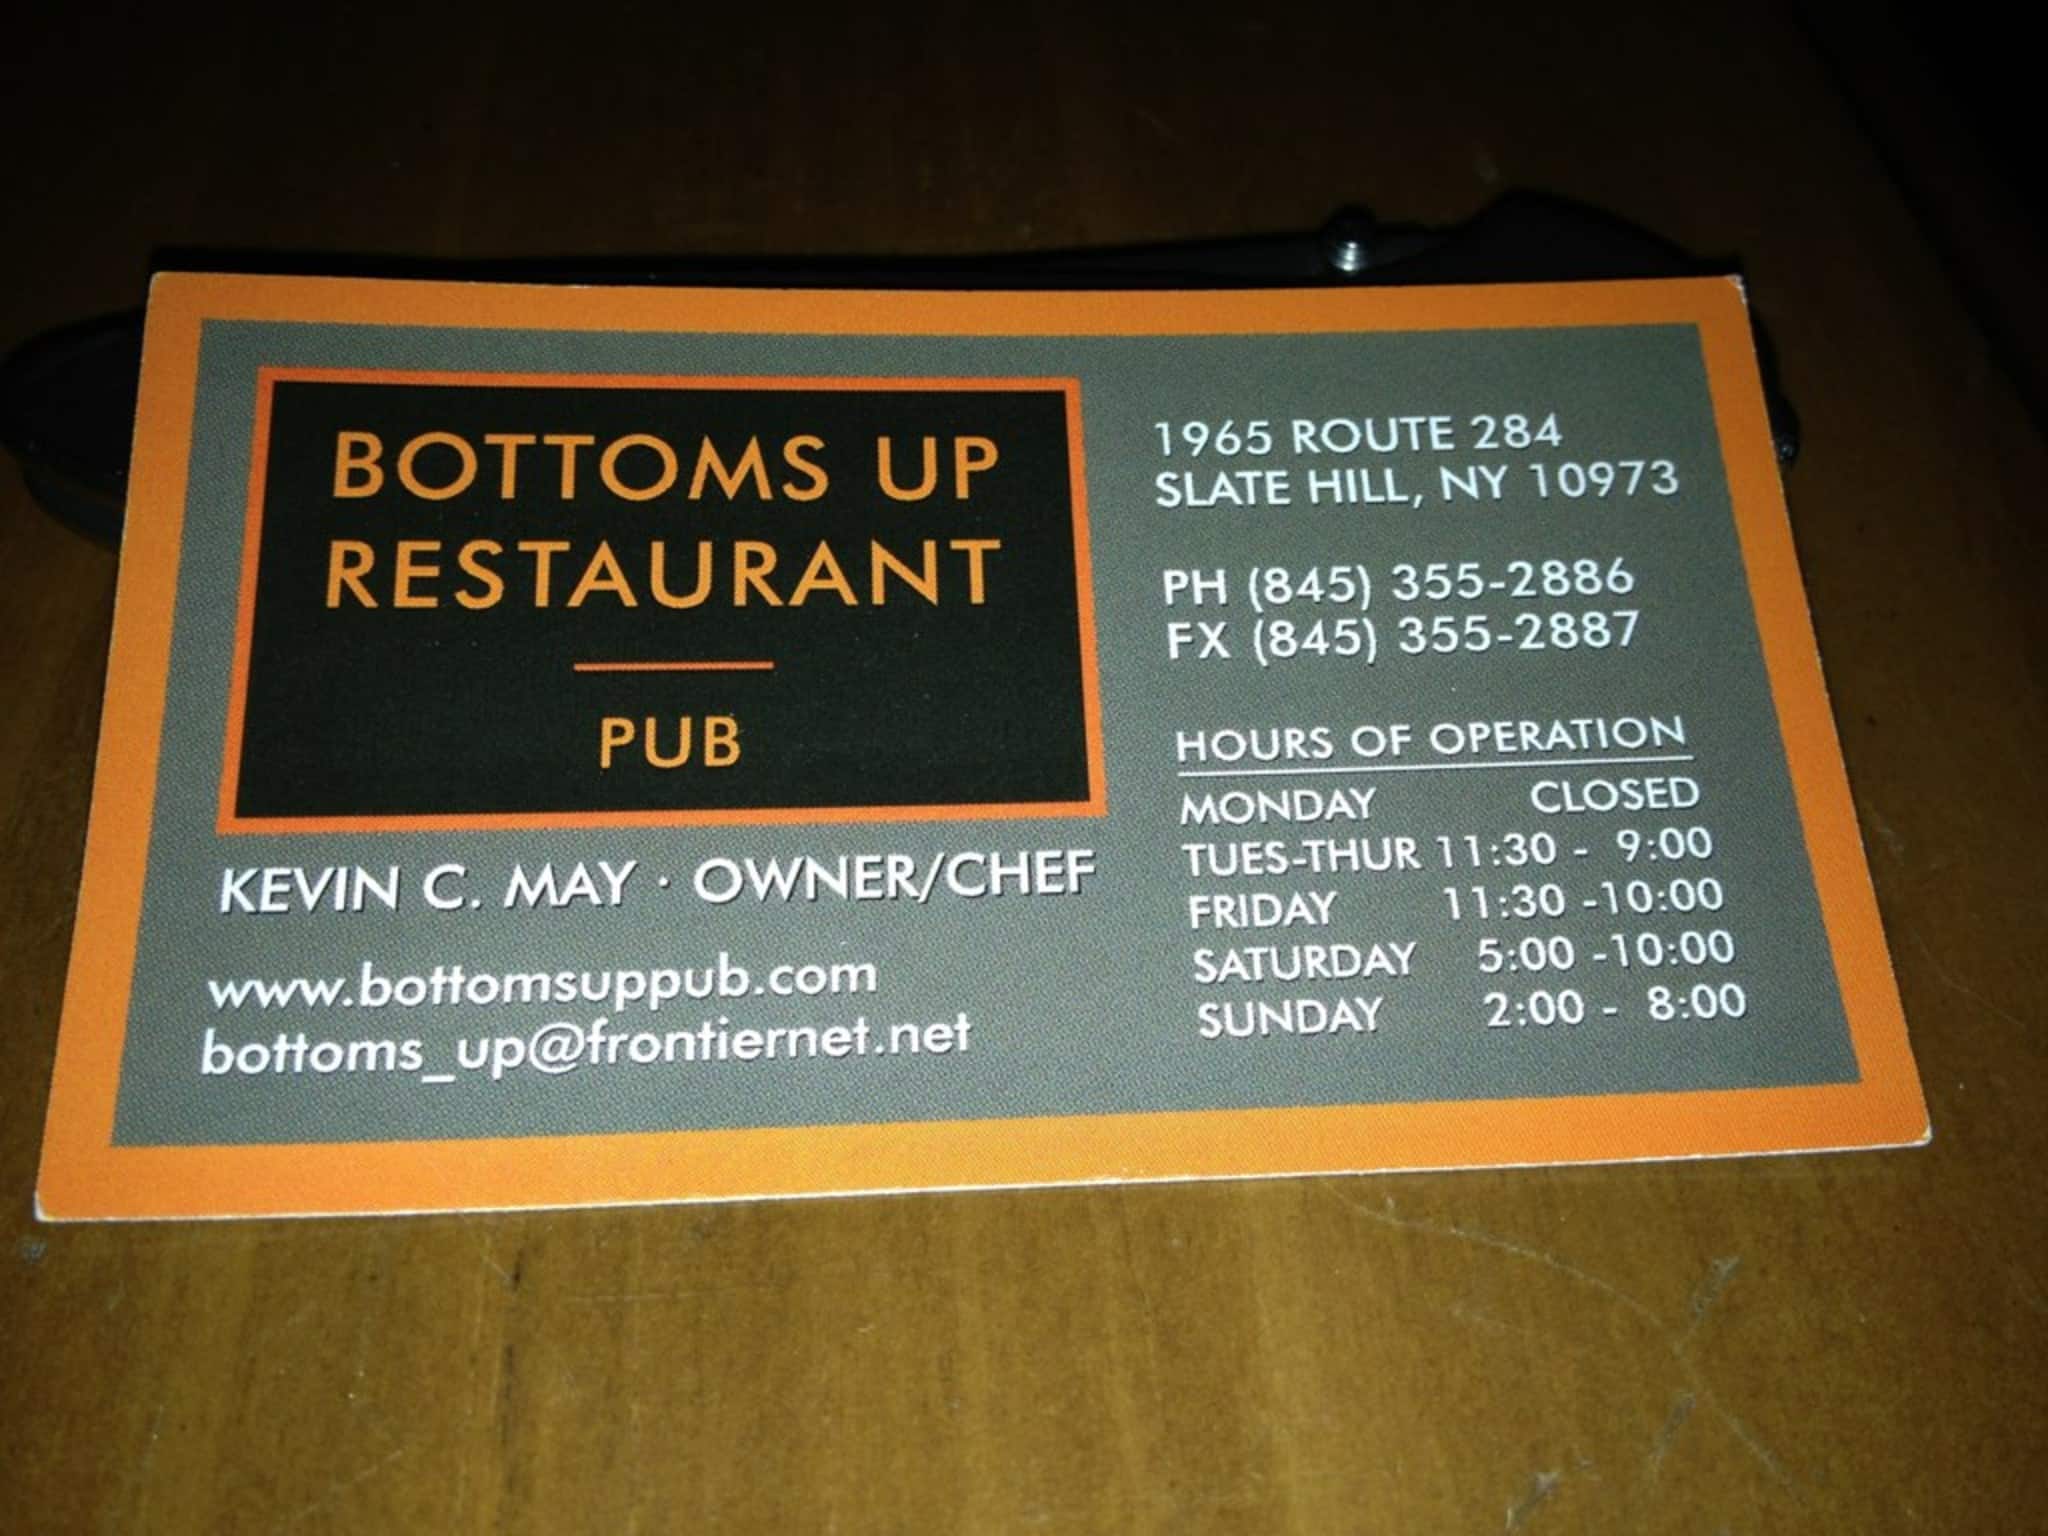 BOTTOMS UP
RESTAURANT
PUB
KEVIN C. MAY · OWNER/CHEF
www.bottomsuppub.com
bottoms_up@frontiernet.net
1965 ROUTE 284
SLATE HILL, NY 10973
PH (845) 355-2886
FX (845) 355-2887
HOURS OF OPERATION
MONDAY CLOSED
TUES-THUR 11:30 - 9:00
FRIDAY 11:30 -10:00
SATURDAY 5:00 -10:00
SUNDAY 2:00 - 8:00